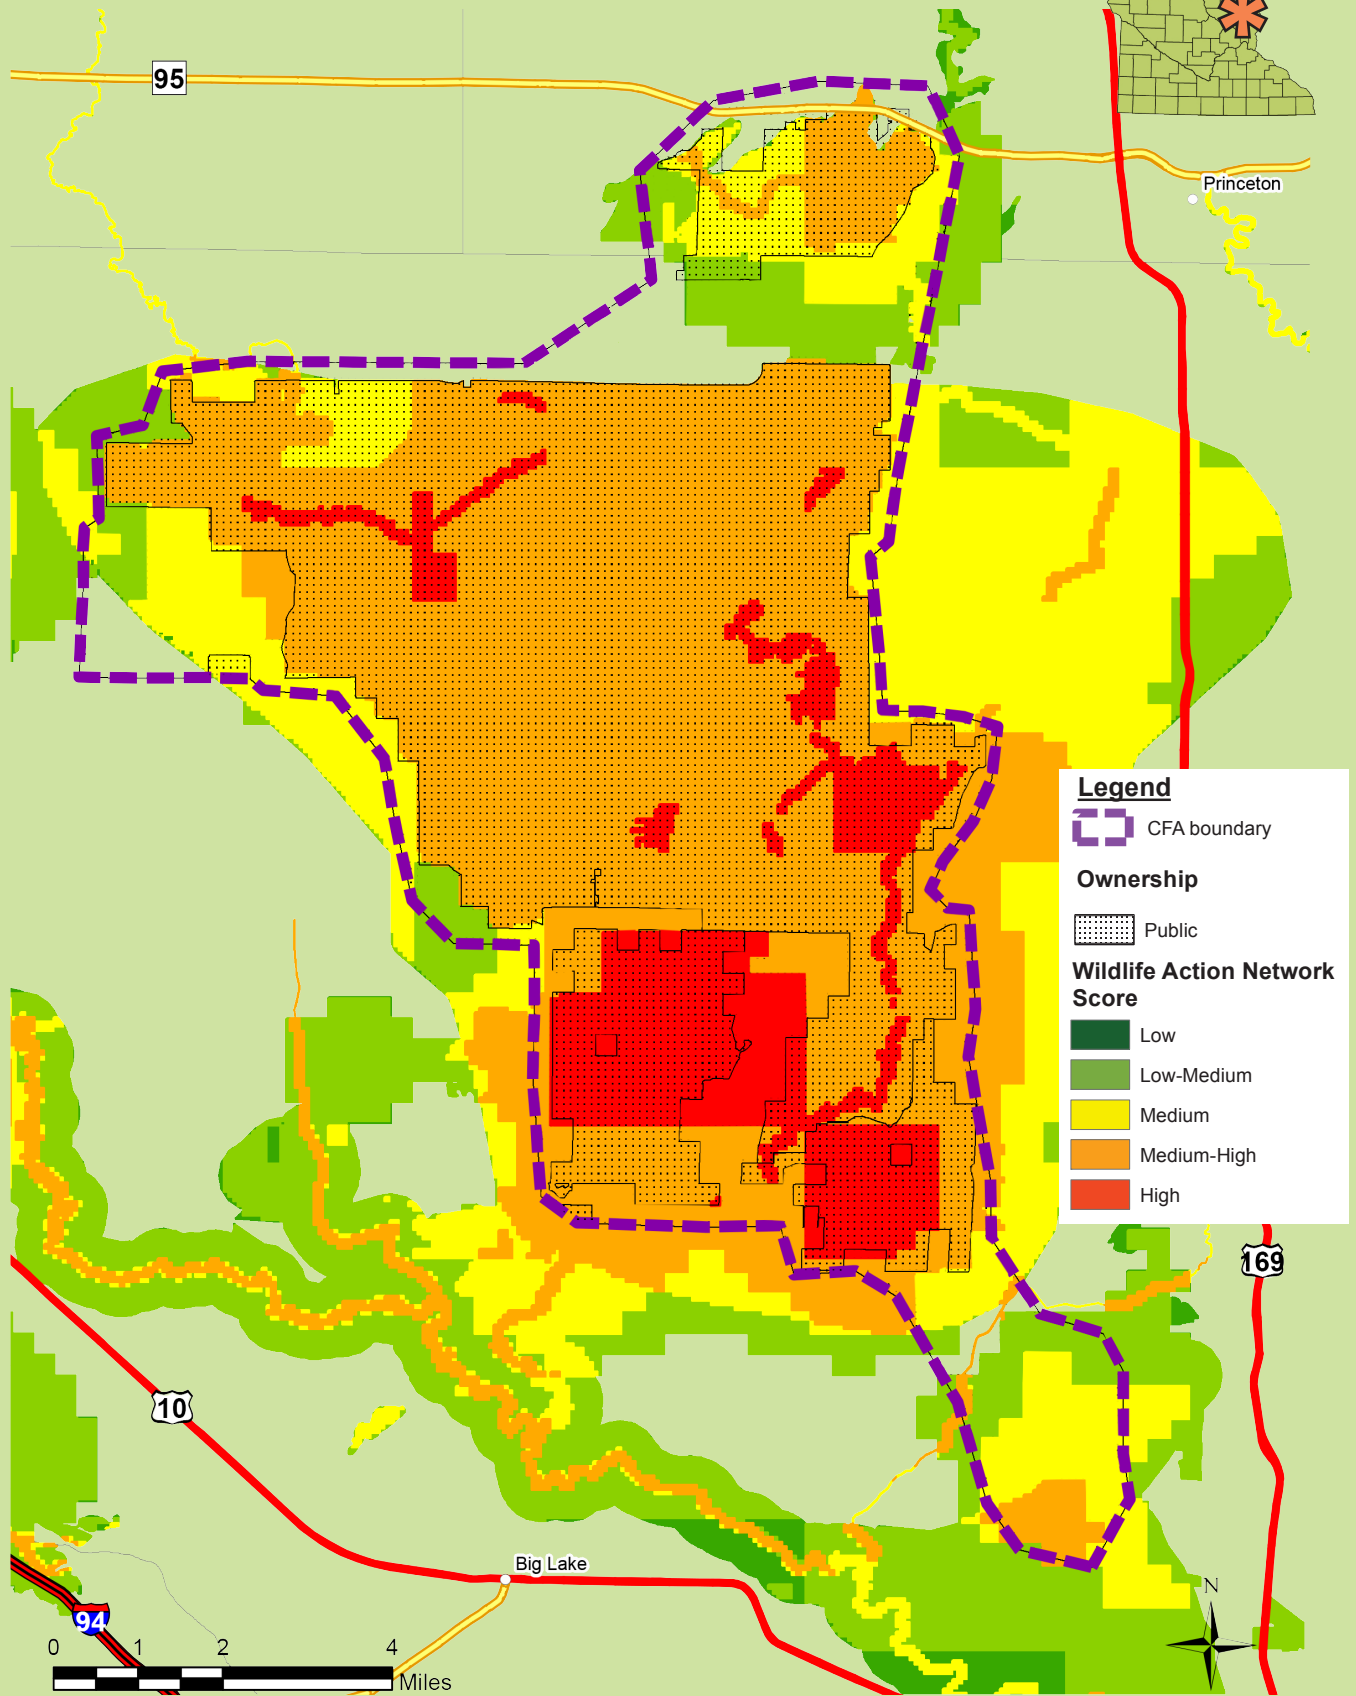 95
Princeton
Legend
CFA boundary
Ownership
Public
Wildlife Action Network
Score
Low
Low-Medium
Medium
Medium-High
High
169
10
Big Lake
N
94
0 1 2 4
Miles